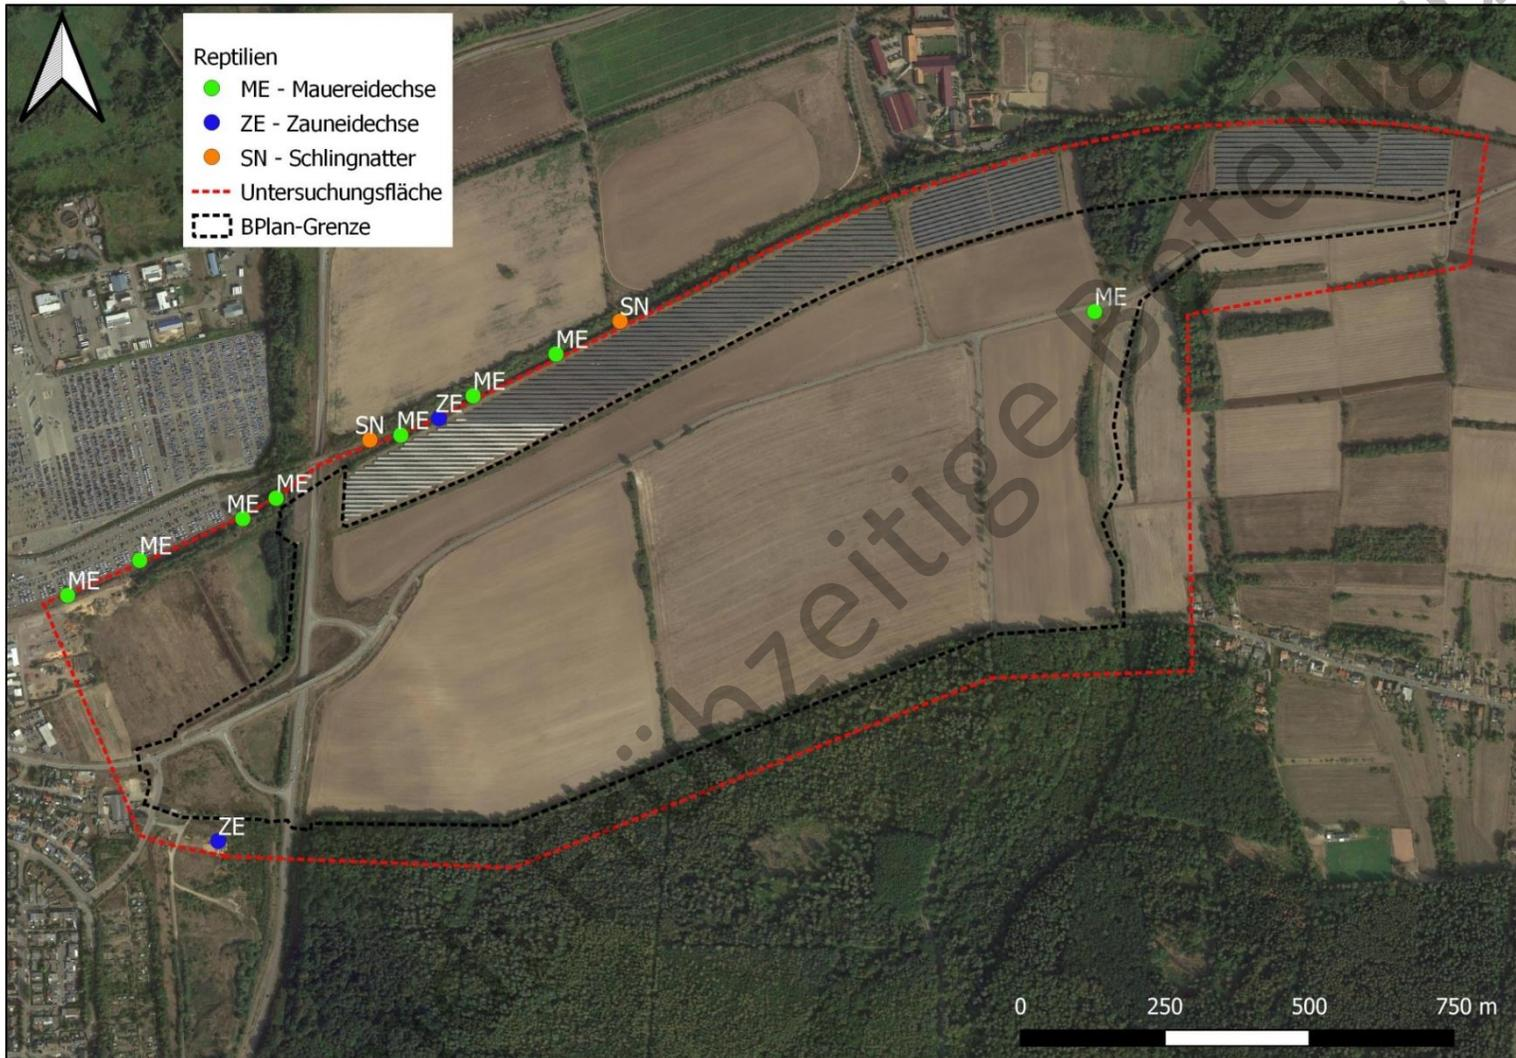 Reptilien
ME - Mauereidechse
ZE - Zauneidechse
SN - Schlingnatter
Untersuchungsfläche
BPlan-Grenze
ME
SN
ME
ME
ZE
SN
ME
ME
ME
ME
ME
ZE
0 250 500 750 m